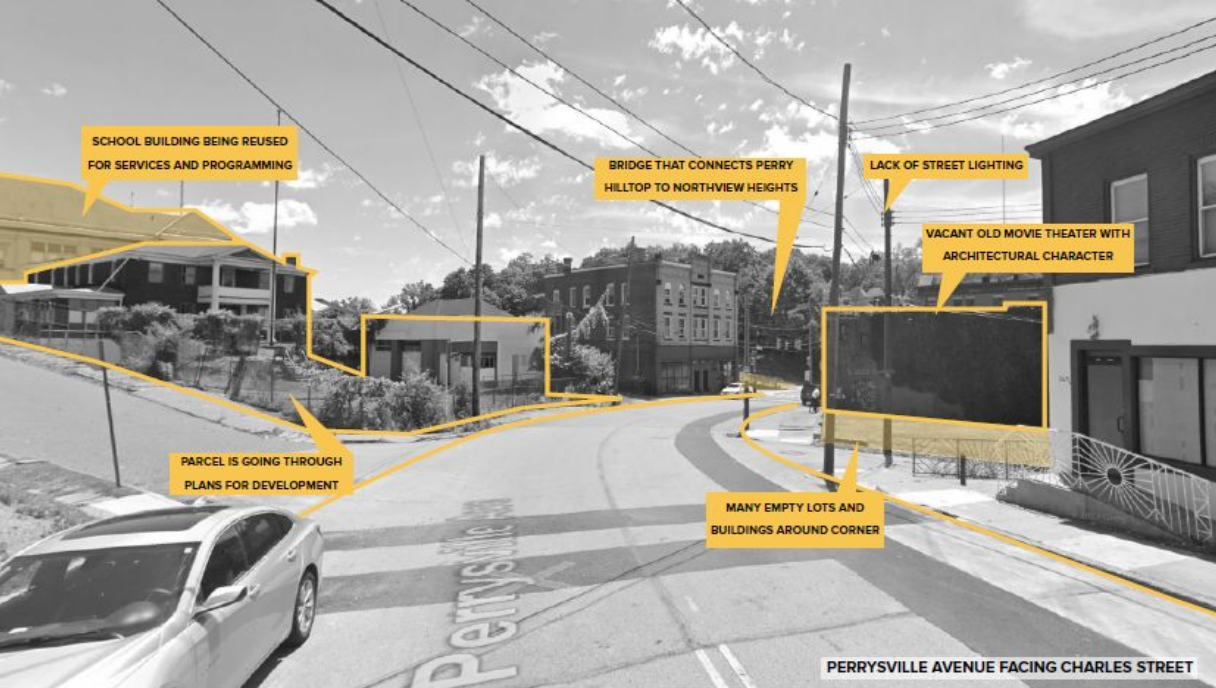 SCHOOL BUILDING BEING REUSED
FOR SERVICES AND PROGRAMMING
BRIDGE THAT CONNECTS PERRY
HILLTOP TO NORTHVIEW HEIGHTS
LACK OF STREET LIGHTING
VACANT OLD MOVIE THEATER WITH
ARCHITECTURAL CHARACTER
PARCEL IS GOING THROUGH
PLANS FOR DEVELOPMENT
MANY EMPTY LOTS AND
BUILDINGS AROUND CORNER
Perrysville Ave
PERRYSVILLE AVENUE FACING CHARLES STREET